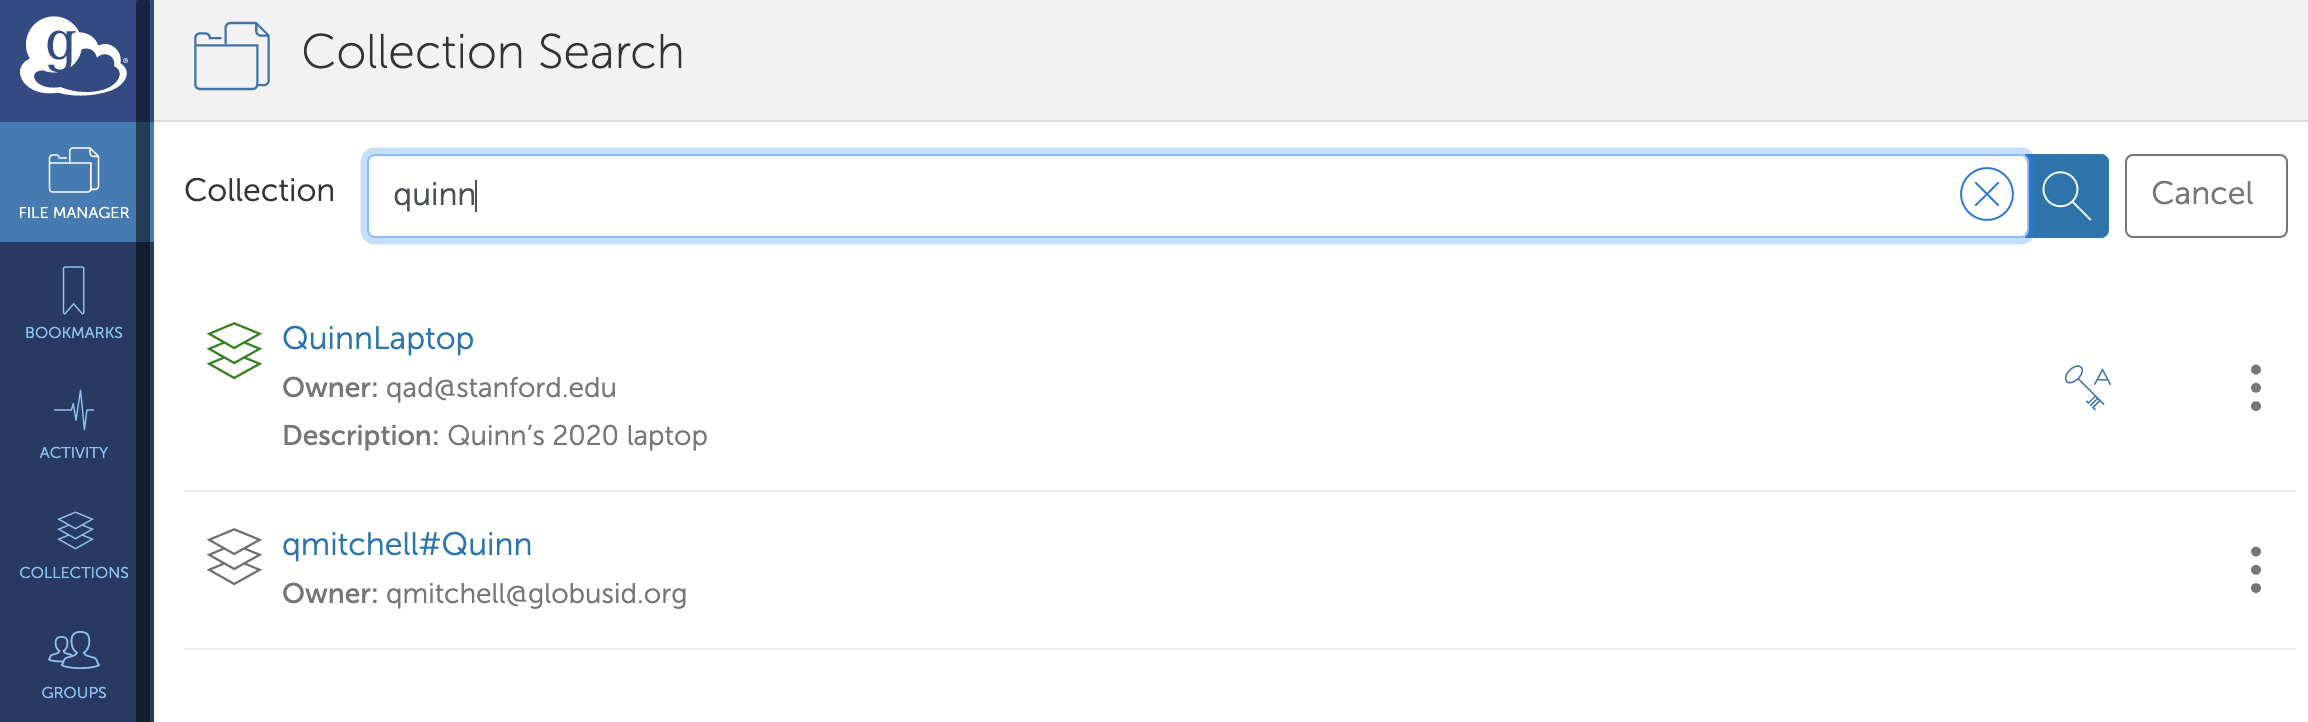 g
Collection Search
FILE MANAGER
BOOKMARKS
ACTIVITY
COLLECTIONS
GROUPS
Collection
quinn
Cancel
QuinnLaptop
Owner: qad@stanford.edu
Description: Quinn’s 2020 laptop
A
qmitchell#Quinn
Owner: qmitchell@globusid.org